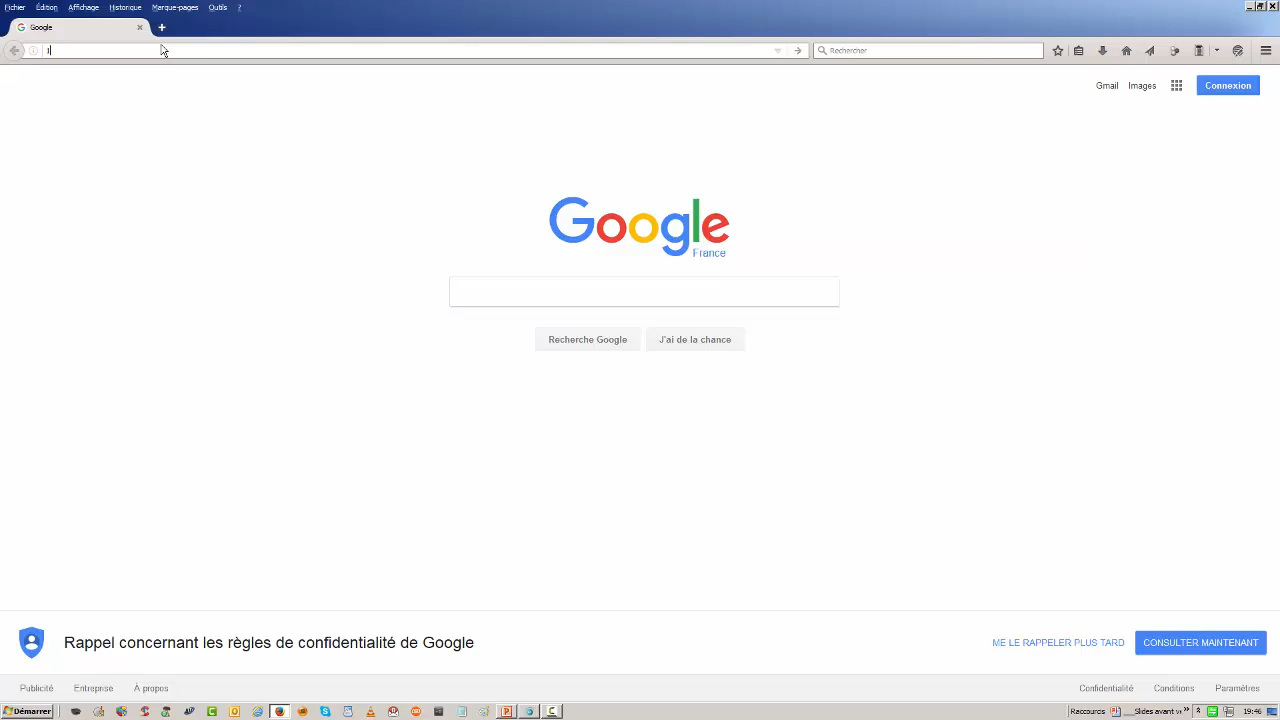 Fichier Édition Affichage Historique Marque-pages Outils ?
Google
Rechercher
Gmail Images Connexion
Google
France
Recherche Google J'ai de la chance
Rappel concernant les règles de confidentialité de Google
ME LE RAPPELER PLUS TARD CONSULTER MAINTENANT
Publicité Entreprise À propos Confidentialité Conditions Paramètres
Démarrer Raccourcis __Slides avant 19:46